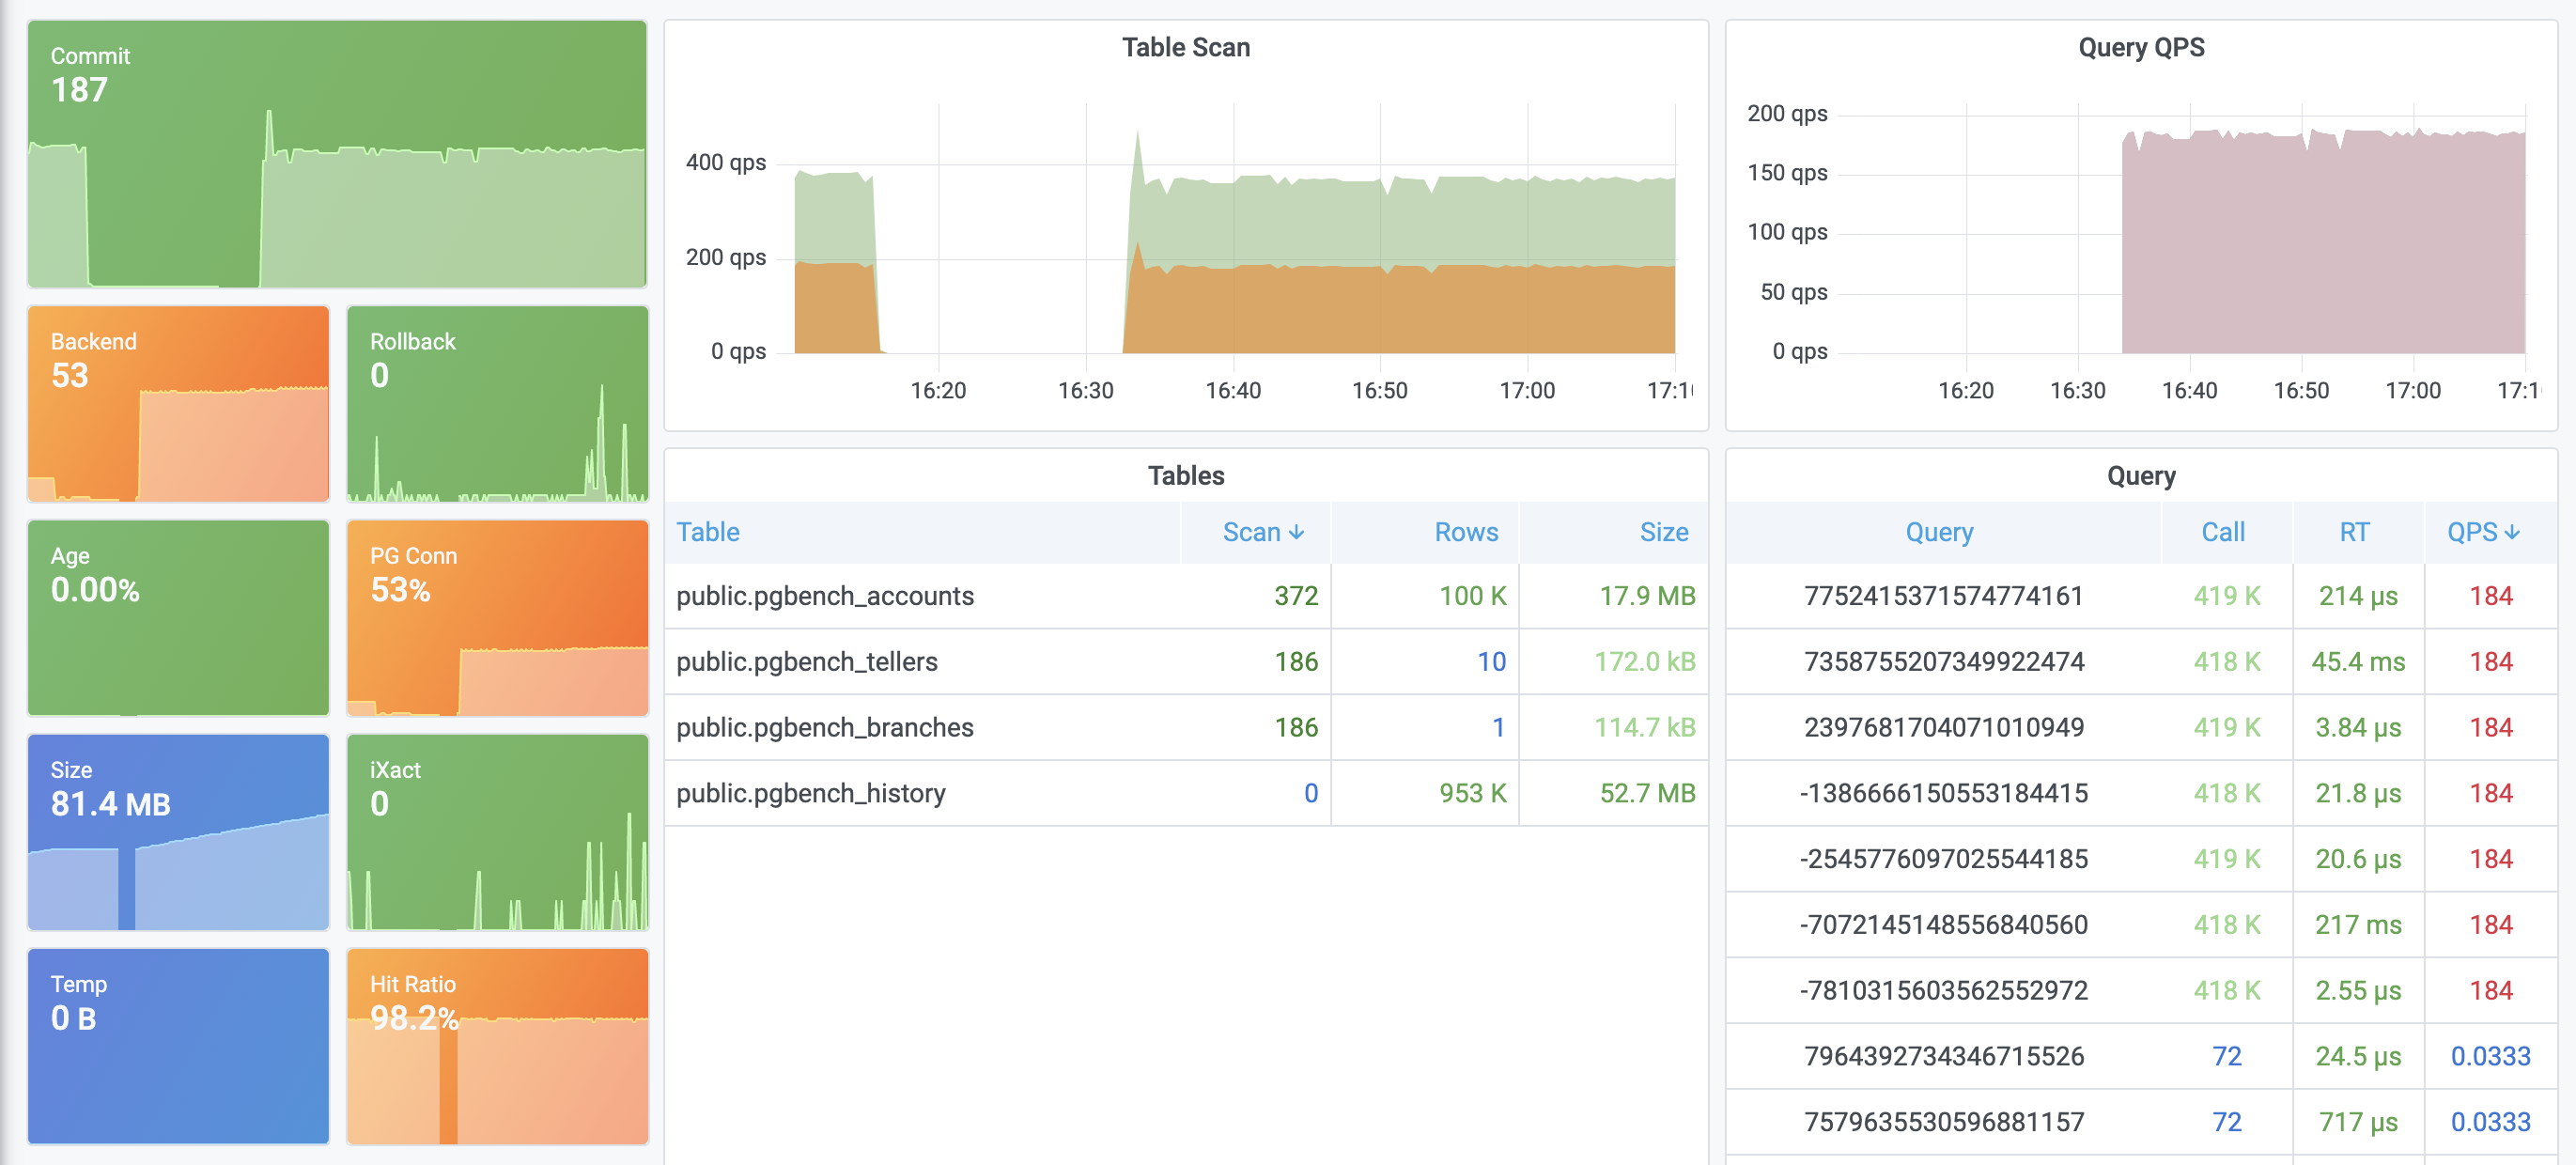 Commit
187
Backend
53
Rollback
0
Age
0.00%
PG Conn
53%
Size
81.4 MB
iXact
0
Temp
0 B
Hit Ratio
98.2%
Table Scan
400 qps
200 qps
0 qps
16:20 16:30 16:40 16:50 17:00
Query QPS
200 qps
150 qps
100 qps
50 qps
0 qps
16:20 16:30 16:40 16:50 17:00
Tables
Table Scan ↓ Rows Size
public.pgbench_accounts 372 100 K 17.9 MB
public.pgbench_tellers 186 10 172.0 kB
public.pgbench_branches 186 1 114.7 kB
public.pgbench_history 0 953 K 52.7 MB
Query
Query Call RT QPS ↓
7752415371574774161 419 K 214 µs 184
7358755207349922474 418 K 45.4 ms 184
2397681704071010949 419 K 3.84 µs 184
-1386666150553184415 418 K 21.8 µs 184
-2545776097025544185 419 K 20.6 µs 184
-7072145148556840560 418 K 217 ms 184
-7810315603562552972 418 K 2.55 µs 184
7964392734346715526 72 24.5 µs 0.0333
7579635530596881157 72 717 µs 0.0333